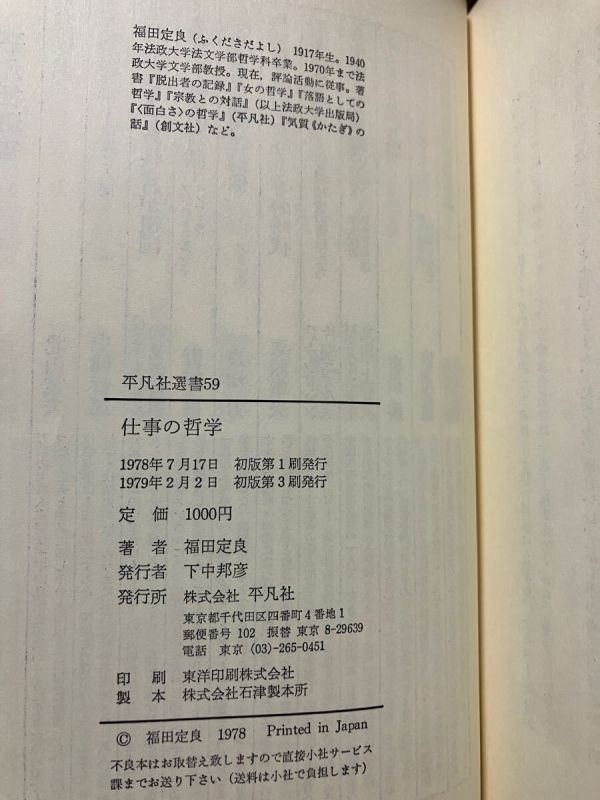 福田定良（ふくださだよし） 1917年生。1940
年法政大学法文学部哲学科卒業。1970年まで法
政大学文学部教授。現在，評論活動に従事。著
書『脱出者の記録』『女の哲学』『落語としての
哲学』『宗教との対話』（以上法政大学出版局）
『〈面白さ〉の哲学』（平凡社）『気質《かたぎ》の
話』（創文社）など。
平凡社選書59
仕事の哲学
1978年7月17日 初版第1刷発行
1979年2月2日 初版第3刷発行
定 価 1000円
著 者 福田定良
発行者 下中邦彦
発行所 株式会社 平凡社
東京都千代田区四番町4番地1
郵便番号 102 振替 東京 8-29639
電話 東京 (03)-265-0451
印 刷 東洋印刷株式会社
製 本 株式会社石津製本所
© 福田定良 1978 Printed in Japan
不良本はお取替え致しますので直接小社サービス
課までお送り下さい（送料は小社で負担します）